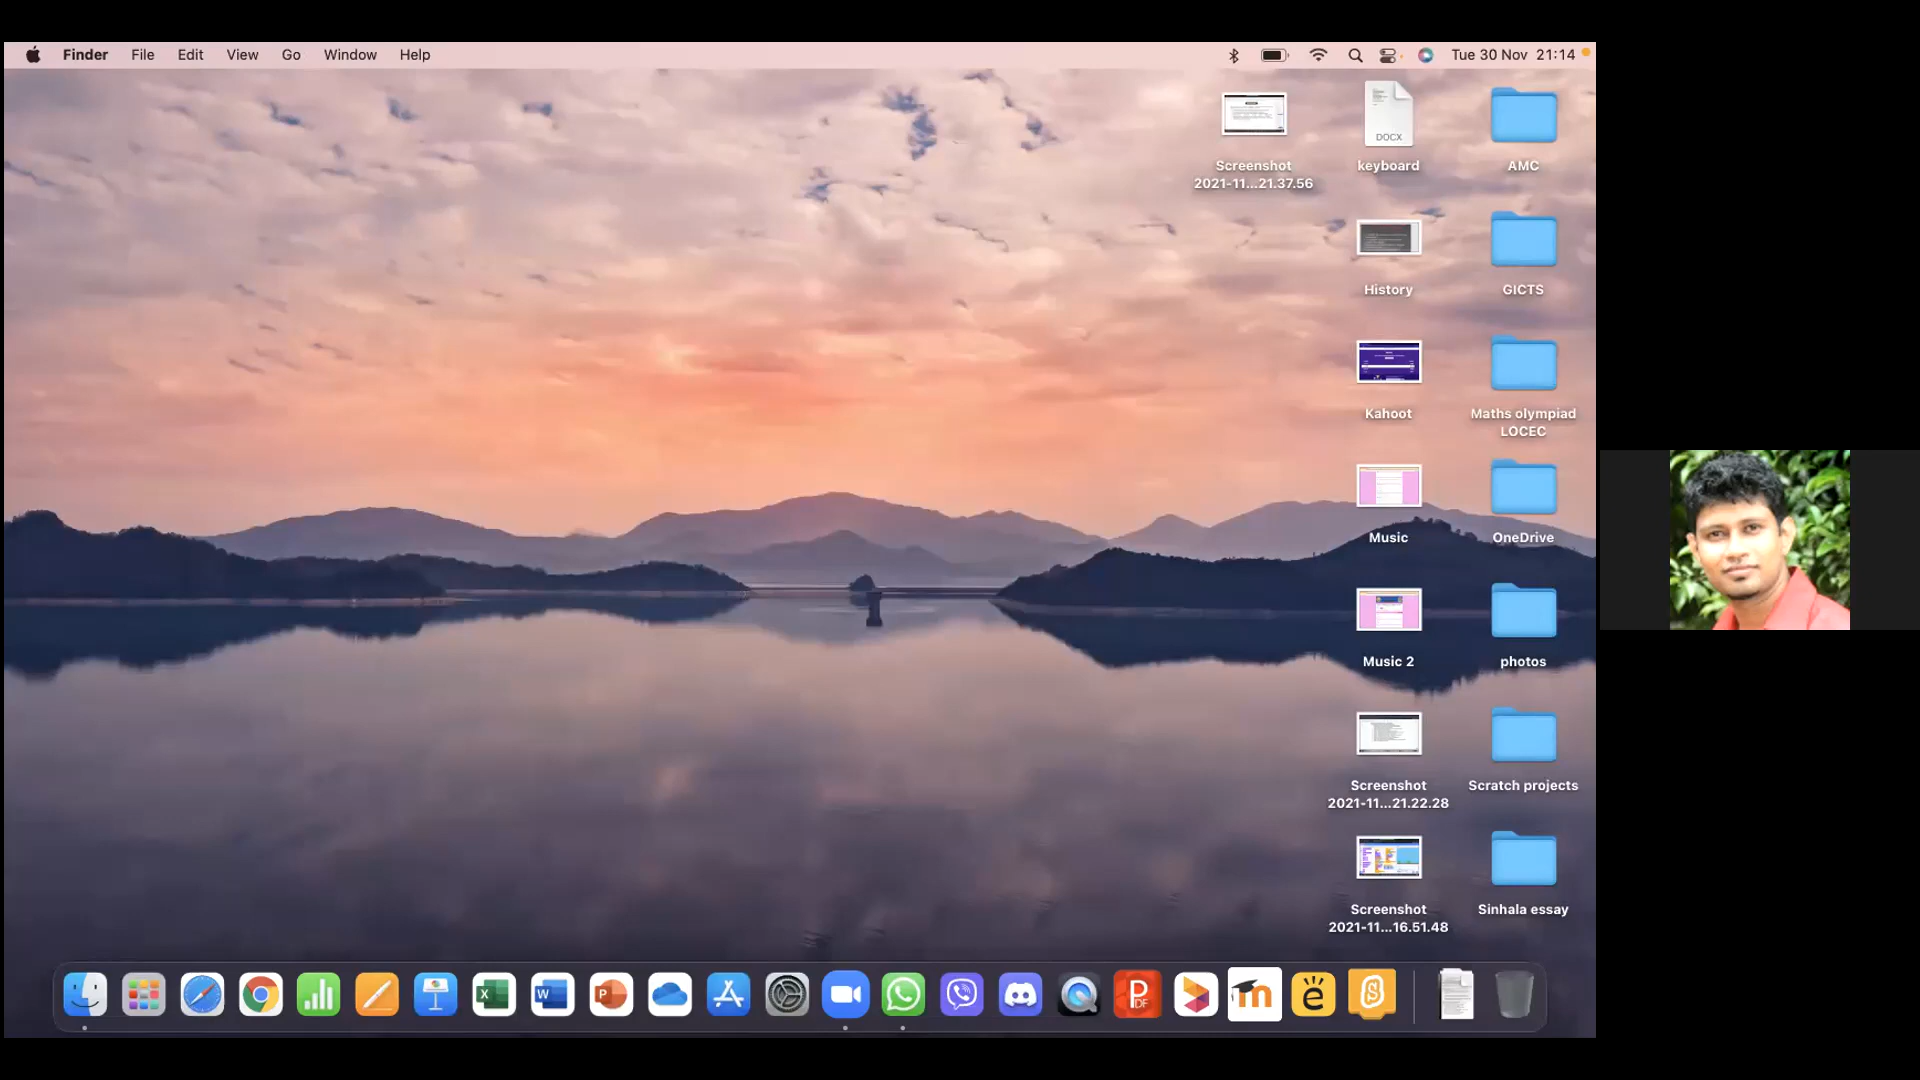 Finder File Edit View Go Window Help Tue 30 Nov 21:14
Screenshot
2021-11...21.37.56
DOCX
keyboard
AMC
History
GICTS
Kahoot
Maths olympiad
LOCEC
Music
OneDrive
Music 2
photos
Screenshot
2021-11...21.22.28
Scratch projects
Screenshot
2021-11...16.51.48
Sinhala essay
X W P PDF m e S